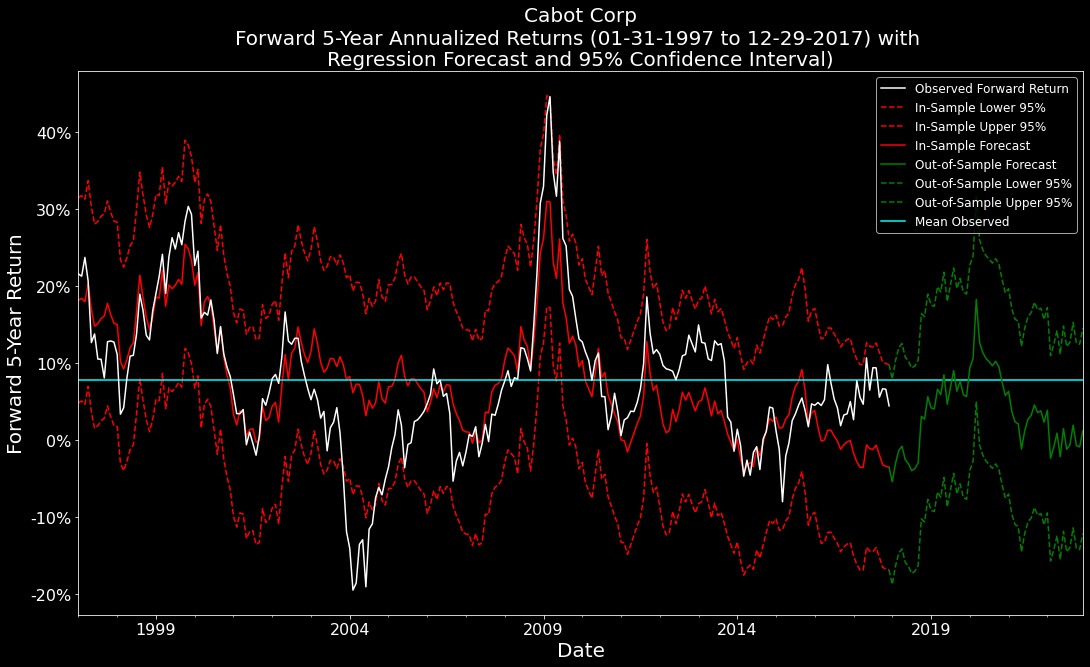 Cabot Corp
Forward 5-Year Annualized Returns (01-31-1997 to 12-29-2017) with
Regression Forecast and 95% Confidence Interval)
Observed Forward Return
In-Sample Lower 95%
In-Sample Upper 95%
In-Sample Forecast
Out-of-Sample Forecast
Out-of-Sample Lower 95%
Out-of-Sample Upper 95%
Mean Observed
Forward 5-Year Return
40%
30%
20%
10%
0%
-10%
-20%
1999
2004
2009
2014
2019
Date